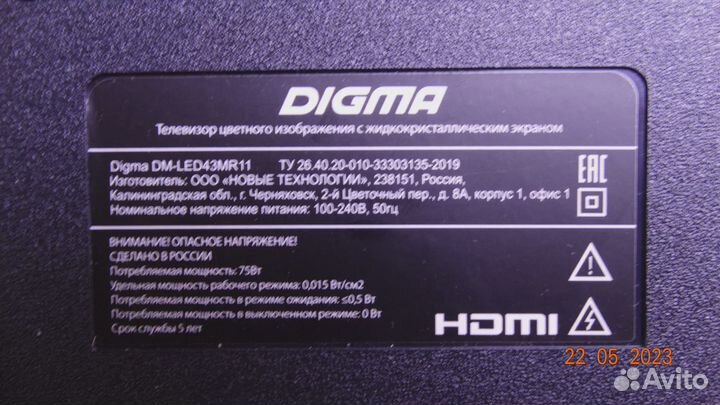 DIGMA
Телевизор цветного изображения с жидкокристаллическим экраном
Digma DM-LED43MR11 ТУ 26.40.20-010-33303135-2019
Изготовитель: ООО «НОВЫЕ ТЕХНОЛОГИИ», 238151, Россия,
Калининградская обл., г. Черняховск, 2-й Цветочный пер., д. 8А, корпус 1, офис 1
Номинальное напряжение питания: 100-240В, 50гц
EAC
ВНИМАНИЕ! ОПАСНОЕ НАПРЯЖЕНИЕ!
СДЕЛАНО В РОССИИ
Потребляемая мощность: 75Вт
Удельная мощность рабочего режима: 0,015 Вт/см2
Потребляемая мощность в режиме ожидания: ≤0,5 Вт
Потребляемая мощность в выключенном режиме: 0 Вт
Срок службы 5 лет
HDMI
22 05. 2023
Avito